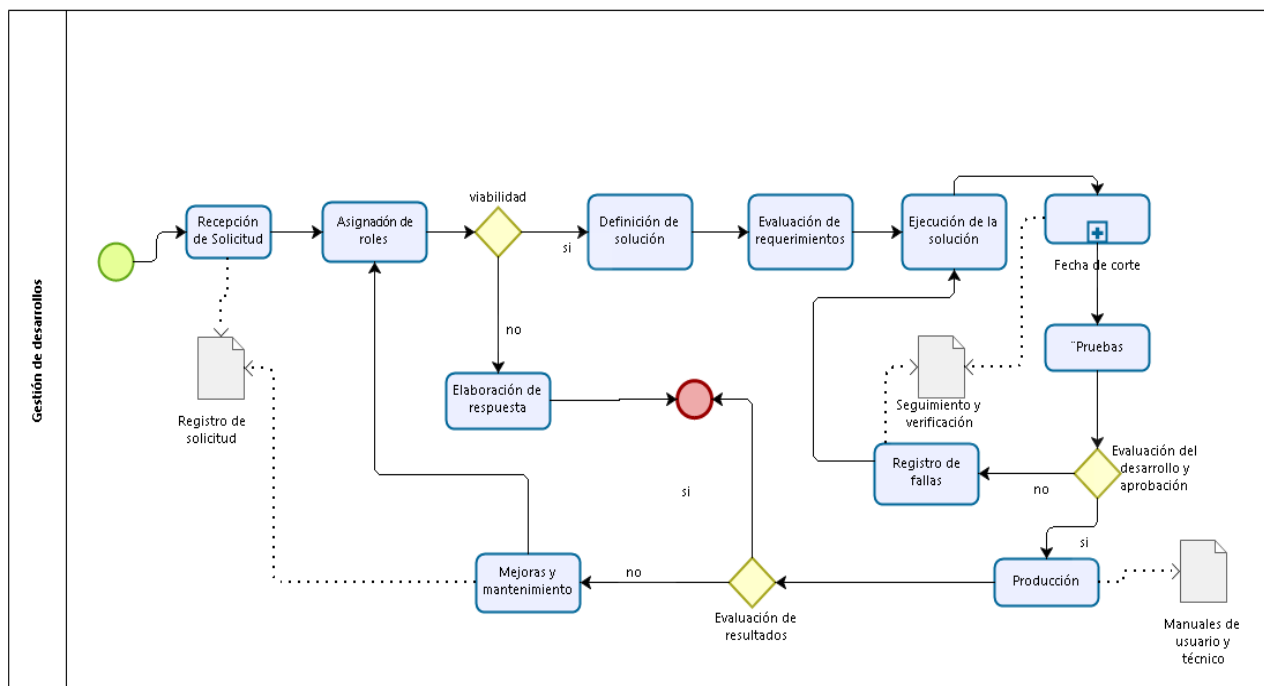 Gestión de desarrollos
Recepción
de Solicitud
Asignación de
roles
viabilidad
si
no
Definición de
solución
Evaluación de
requerimientos
Ejecución de la
solución
Fecha de corte
¨Pruebas
Registro de
solicitud
Elaboración de
respuesta
Seguimiento y
verificación
Registro de
fallas
no
Evaluación del
desarrollo y
aprobación
si
si
Mejoras y
mantenimiento
no
Evaluación de
resultados
Producción
Manuales de
usuario y
técnico